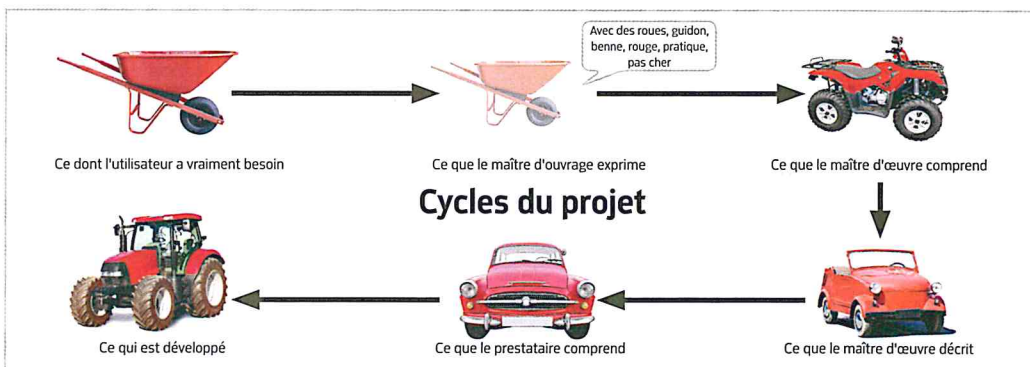 Avec des roues, guidon,
benne, rouge, pratique,
pas cher
Ce dont l'utilisateur a vraiment besoin
Ce que le maître d'ouvrage exprime
Ce que le maître d'œuvre comprend
Cycles du projet
Ce qui est développé
Ce que le prestataire comprend
Ce que le maître d'œuvre décrit